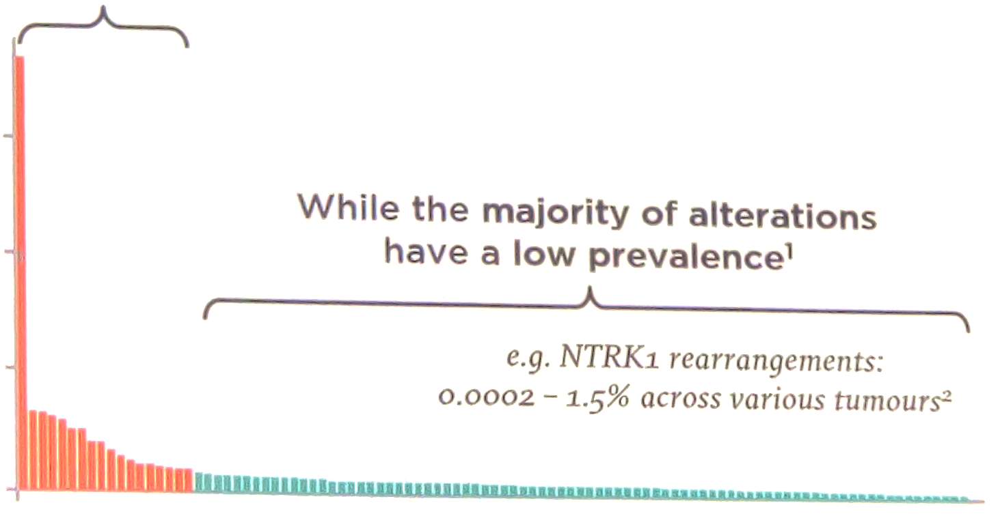 While the majority of alterations
have a low prevalence¹
e.g. NTRK1 rearrangements:
0.0002 – 1.5% across various tumours²